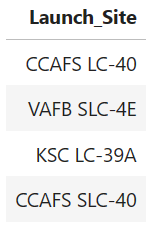 Launch_Site
CCAFS LC-40
VAFB SLC-4E
KSC LC-39A
CCAFS SLC-40